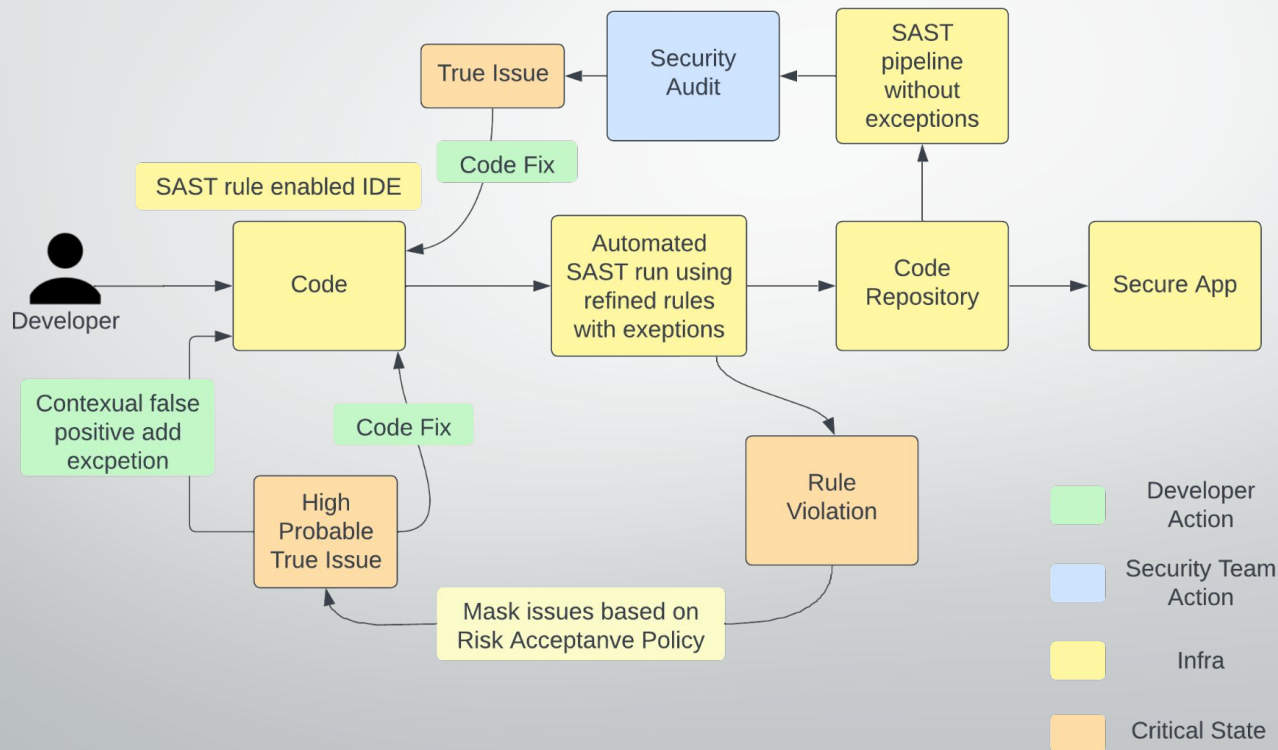 SAST
pipeline
without
exceptions
Security
Audit
True Issue
Code Fix
SAST rule enabled IDE
Developer
Code
Automated
SAST run using
refined rules
with exeptions
Code
Repository
Secure App
Contexual false
positive add
excpetion
Code Fix
High
Probable
True Issue
Rule
Violation
Mask issues based on
Risk Acceptanve Policy
Developer
Action
Security Team
Action
Infra
Critical State